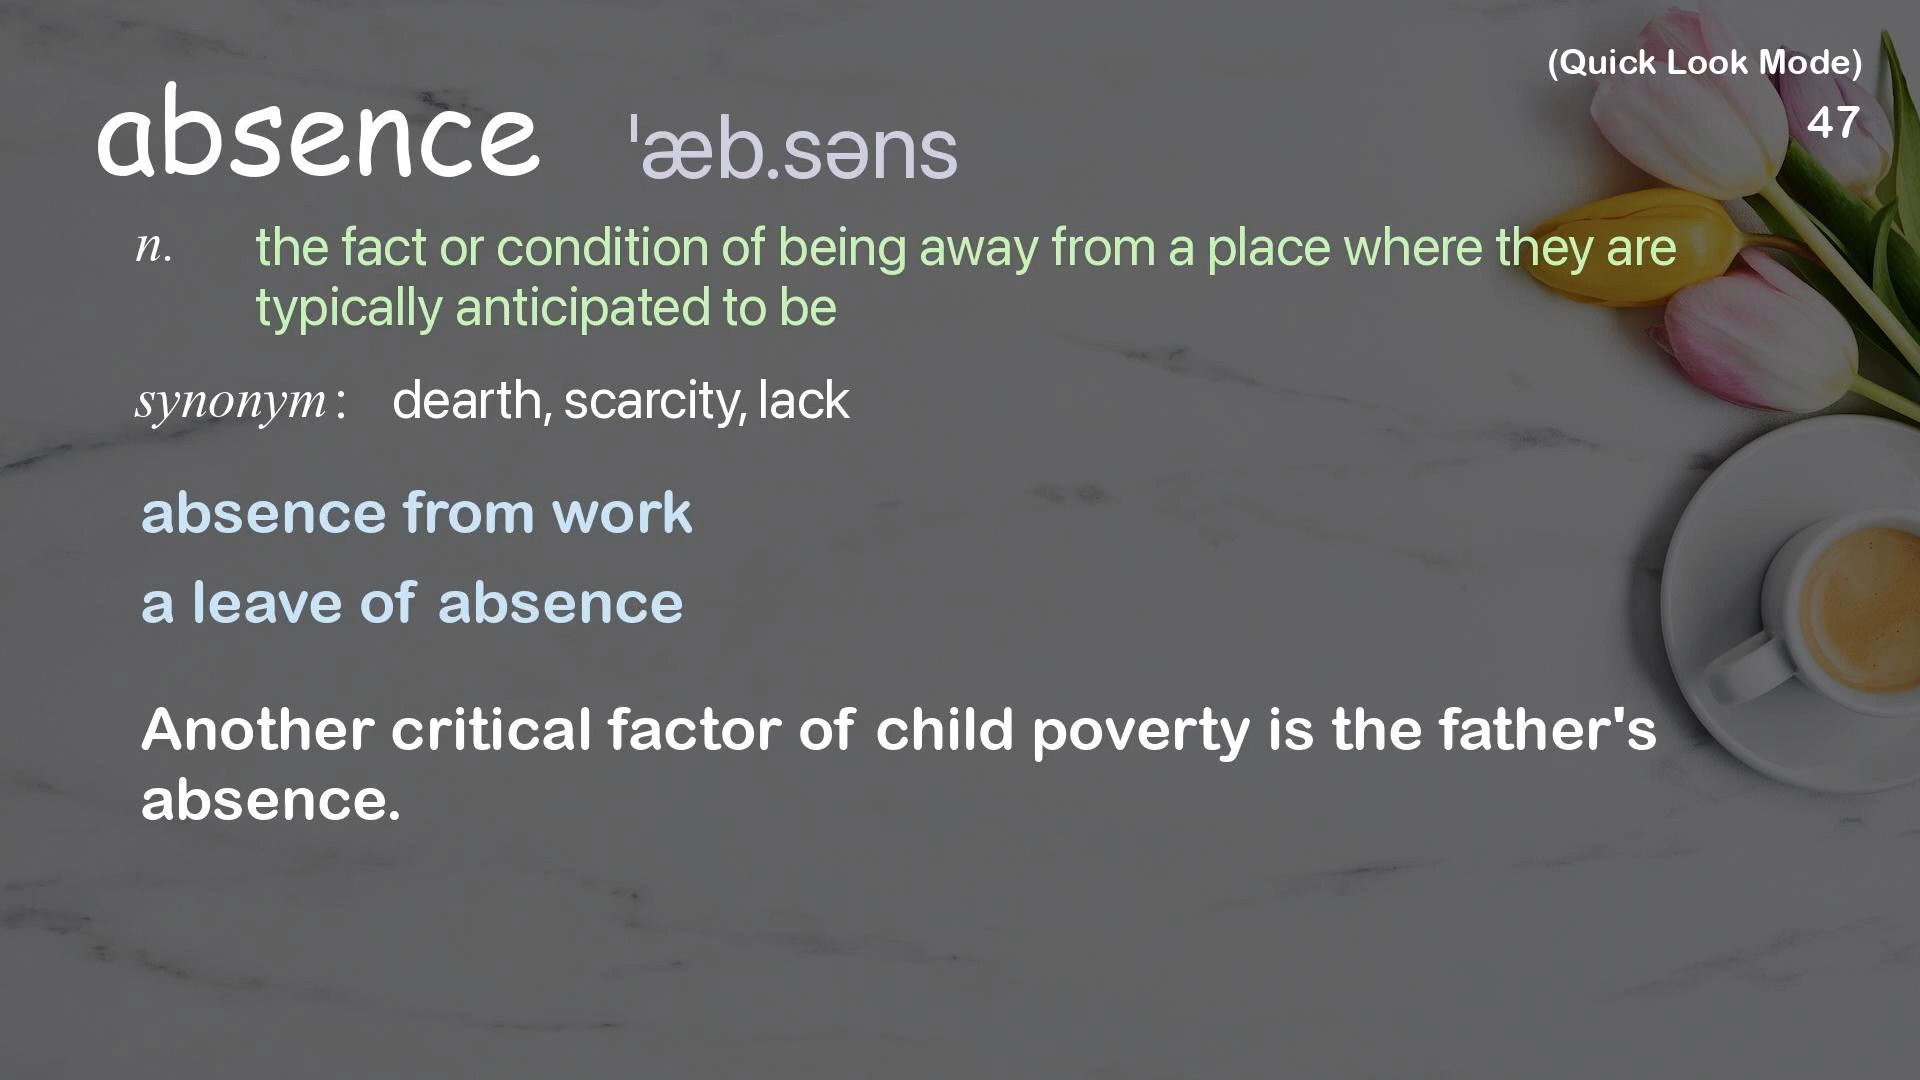 (Quick Look Mode)
absence ˈæb.səns
47
n. the fact or condition of being away from a place where they are
typically anticipated to be
synonym: dearth, scarcity, lack
absence from work
a leave of absence
Another critical factor of child poverty is the father's
absence.